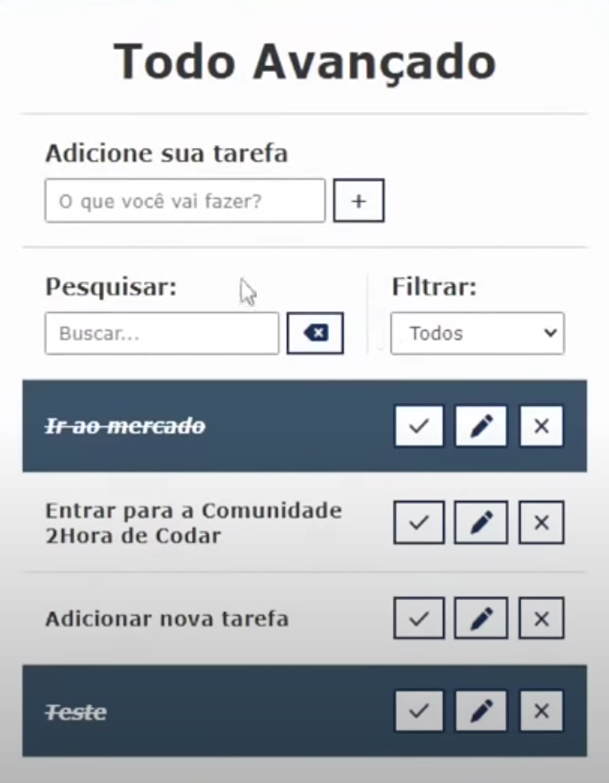 Todo Avançado
Adicione sua tarefa
O que você vai fazer?
+
Pesquisar:
Filtrar:
Buscar...
Todos
Ir ao mercado
Entrar para a Comunidade
2Hora de Codar
Adicionar nova tarefa
Teste